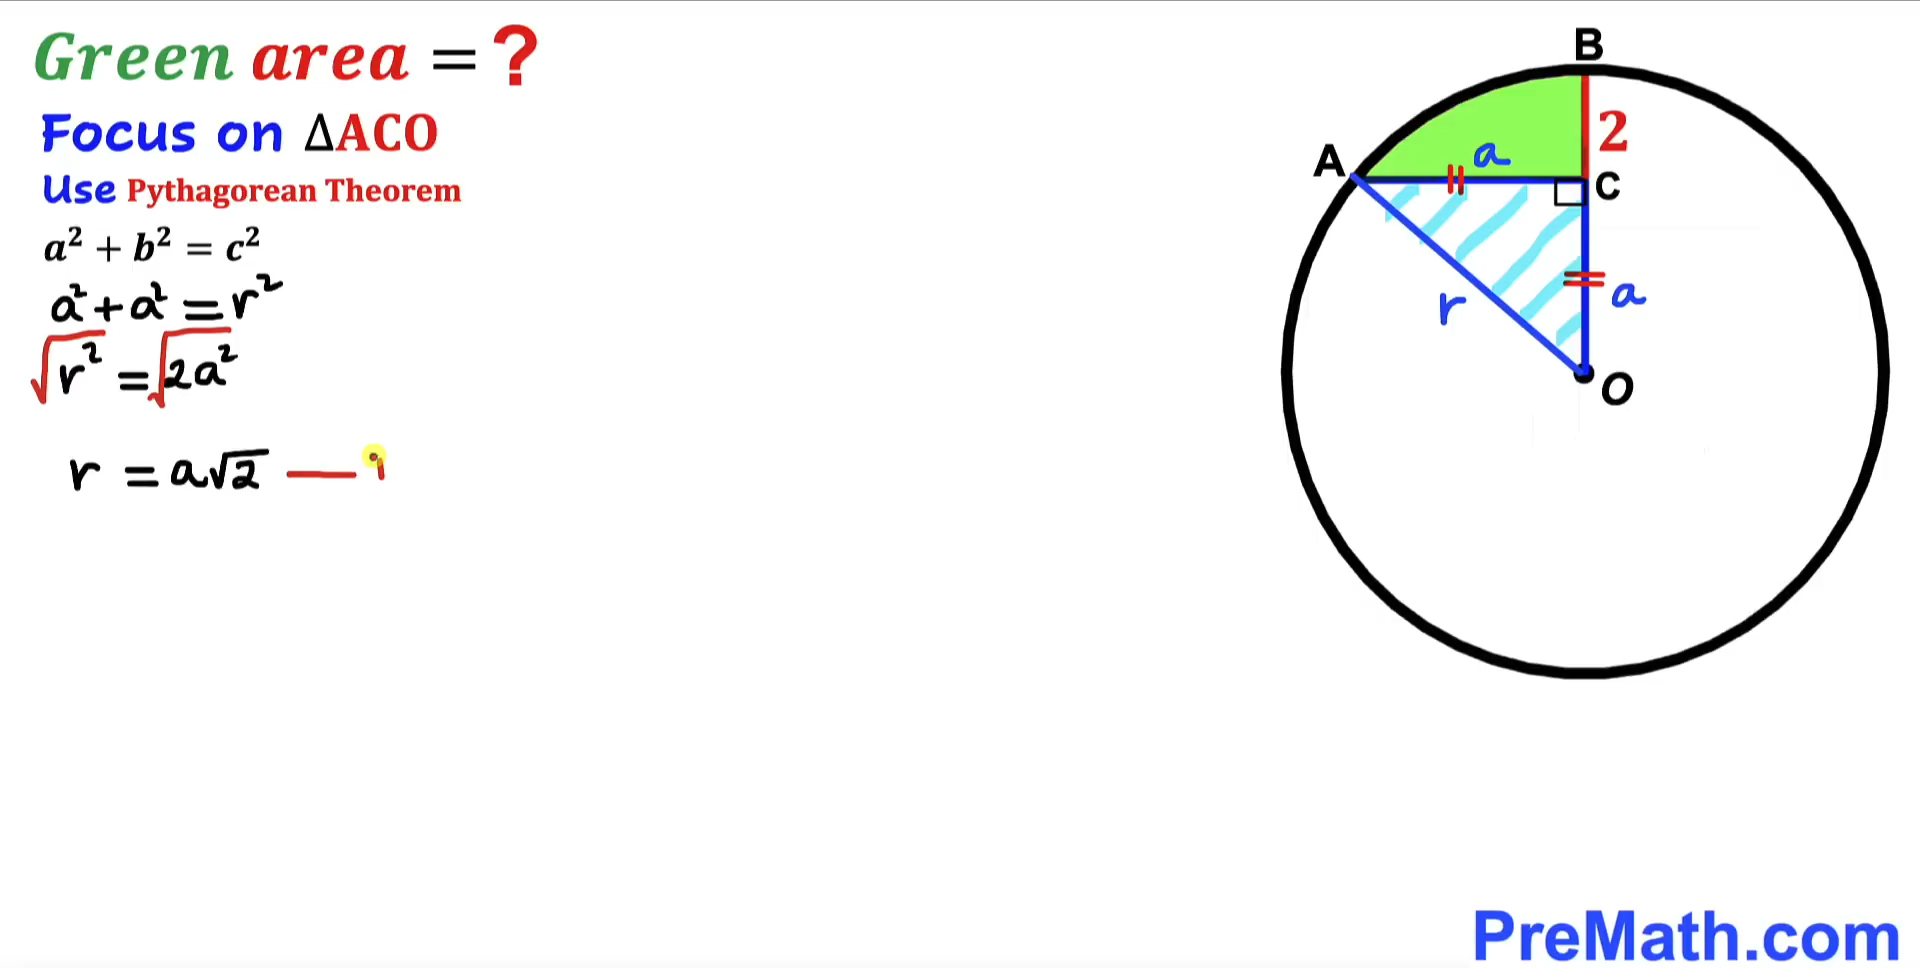 Green area = ?
Focus on ΔACO
Use Pythagorean Theorem
a² + b² = c²
a² + a² = r²
√r² = √2a²
r = a√2 —
B
2
A
a
C
a
r
O
PreMath.com